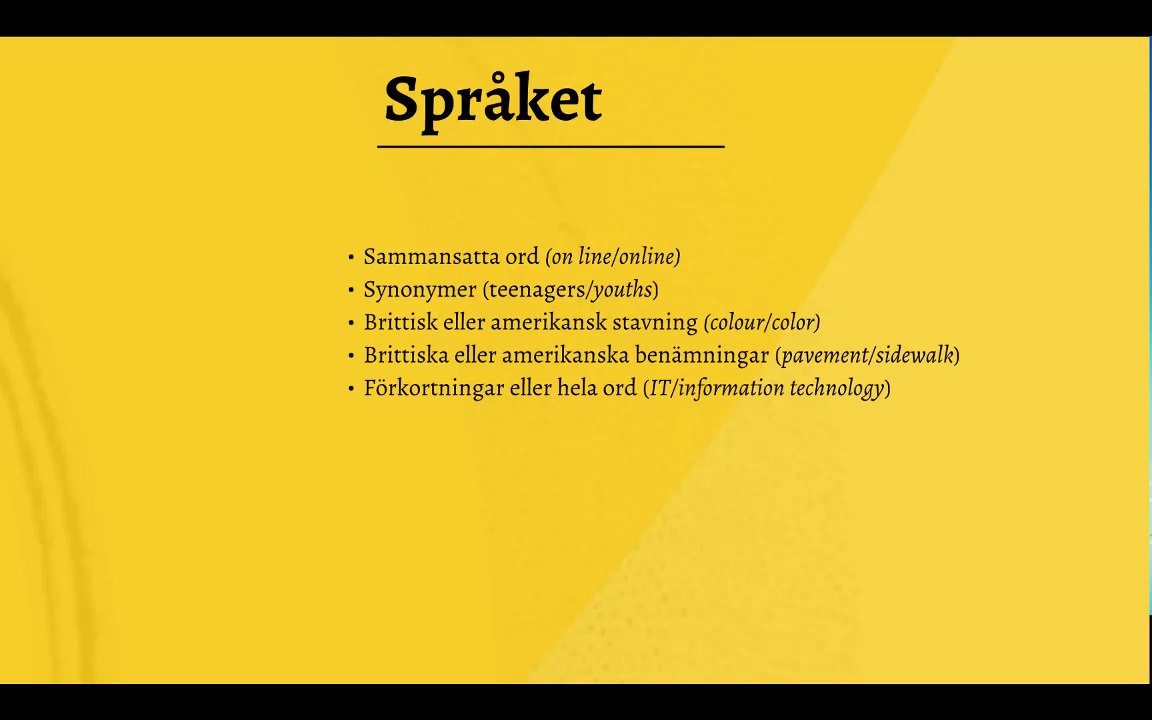 Språket
• Sammansatta ord (on line/online)
• Synonymer (teenagers/youths)
• Brittisk eller amerikansk stavning (colour/color)
• Brittiska eller amerikanska benämningar (pavement/sidewalk)
• Förkortningar eller hela ord (IT/information technology)